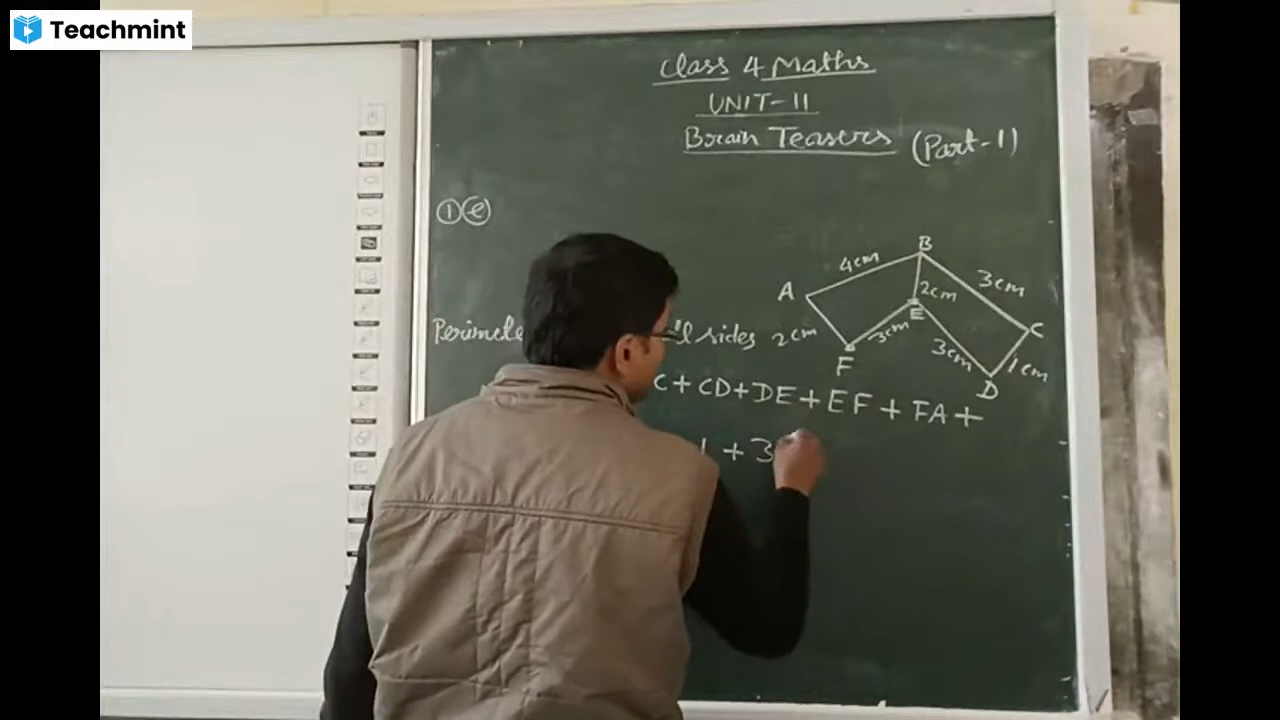 Teachmint
Class 4 Maths
UNIT-11
Brain Teasers (Part-1)
①ⓔ
B
4cm
3cm
A
2cm
E
C
sides 2cm
3cm
3cm
1cm
F
D
C + CD + DE + EF + FA +
1 + 3